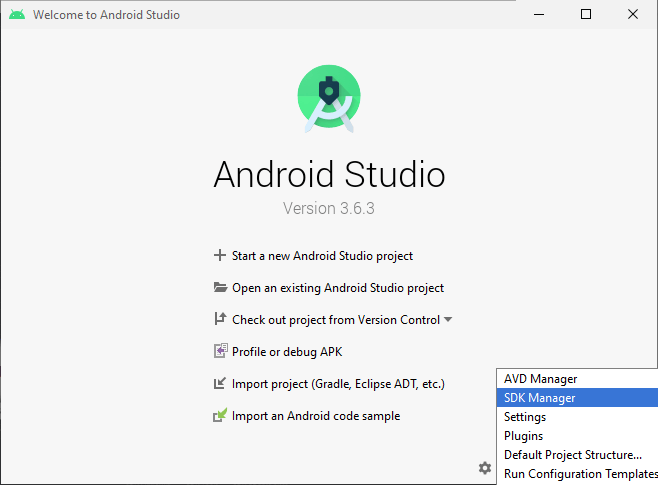 Welcome to Android Studio
Android Studio
Version 3.6.3
Start a new Android Studio project
Open an existing Android Studio project
Check out project from Version Control
Profile or debug APK
Import project (Gradle, Eclipse ADT, etc.)
Import an Android code sample
AVD Manager
SDK Manager
Settings
Plugins
Default Project Structure...
Run Configuration Templates